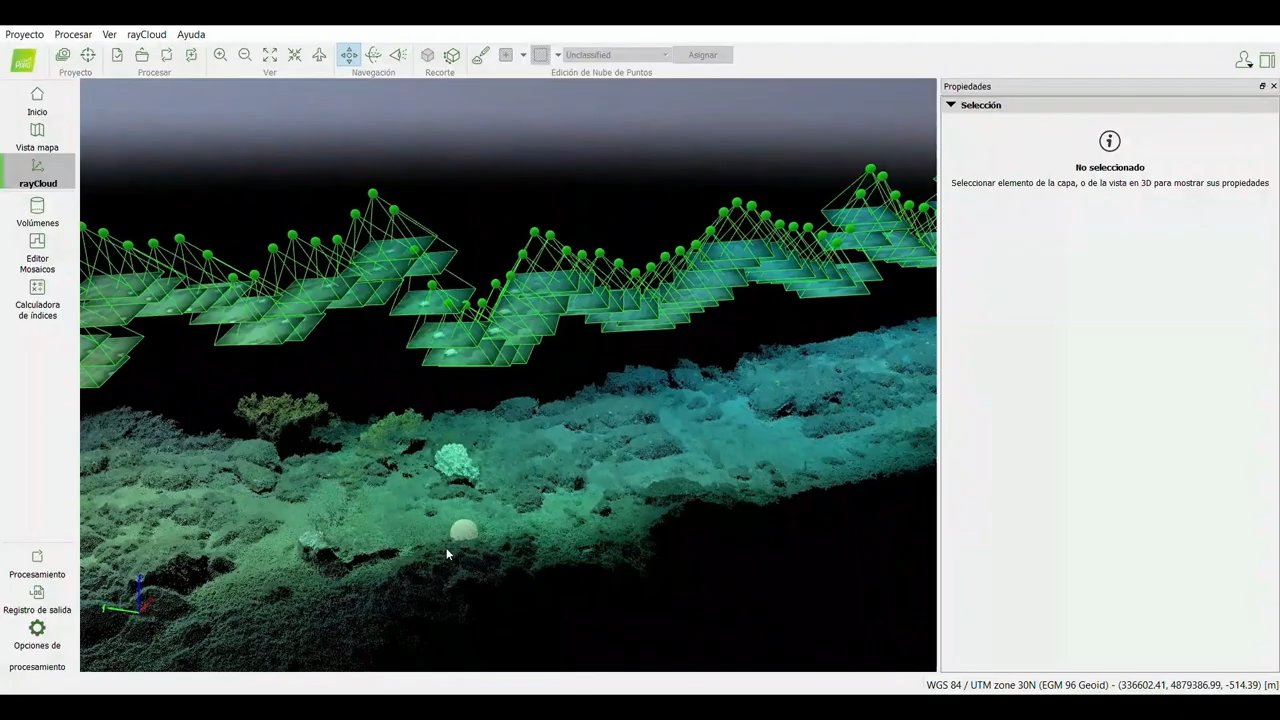 Proyecto Procesar Ver rayCloud Ayuda
Unclassified Asignar
Proyecto Procesar Ver Navegación Recorte Edición de Nube de Puntos
Inicio
Vista mapa
rayCloud
Volúmenes
Editor
Mosaicos
Calculadora
de índices
Procesamiento
Registro de salida
Opciones de
procesamiento
Propiedades
Selección
No seleccionado
Seleccionar elemento de la capa, o de la vista en 3D para mostrar sus propiedades
WGS 84 / UTM zone 30N (EGM 96 Geoid) - (336602.41, 4879386.99, -514.39) [m]